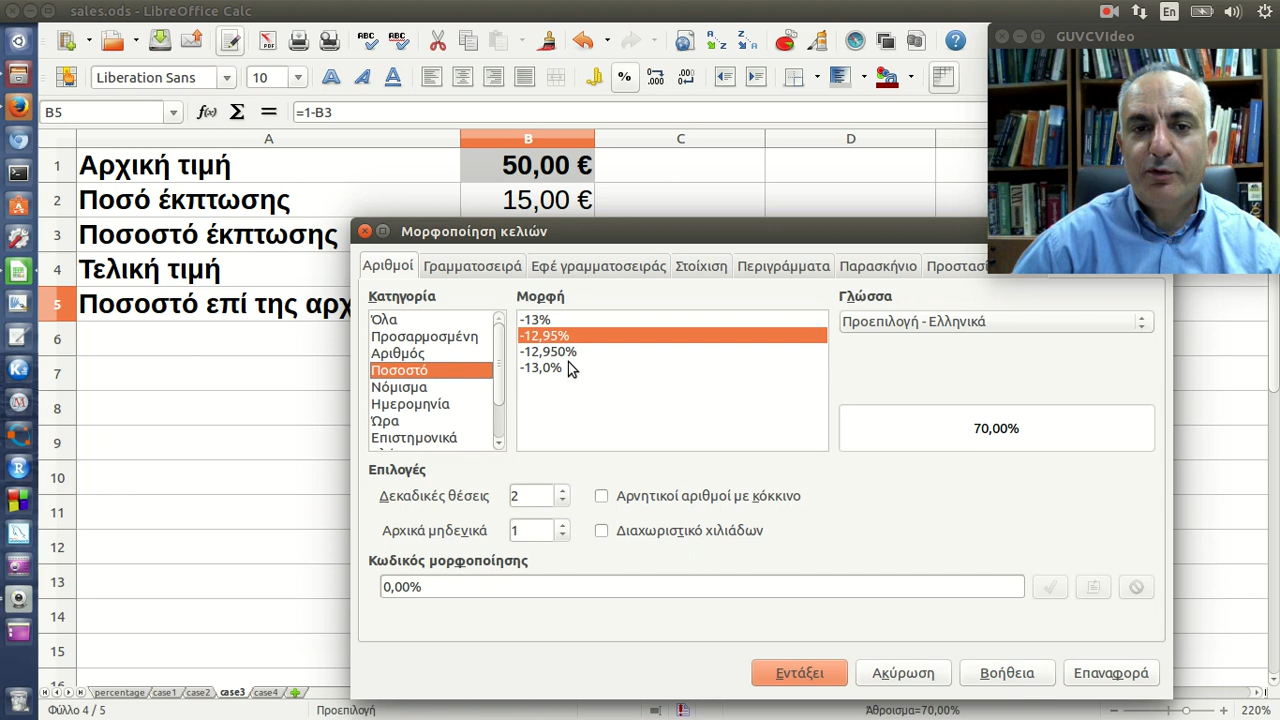 sales.ods - LibreOffice Calc
En
GUVCVideo
Liberation Sans
10
B5
=1-B3
A
B
C
D
1
Αρχική τιμή
50,00 €
2
Ποσό έκπτωσης
15,00 €
3
Ποσοστό έκπτωσης
4
Τελική τιμή
5
Ποσοστό επί της αρχ
6
7
8
9
10
11
12
13
14
15
16
Μορφοποίηση κελιών
Αριθμοί
Γραμματοσειρά
Εφέ γραμματοσειράς
Στοίχιση
Περιγράμματα
Παρασκήνιο
Προστασί
Κατηγορία
Μορφή
Γλώσσα
Όλα
Προσαρμοσμένη
Αριθμός
Ποσοστό
Νόμισμα
Ημερομηνία
Ώρα
Επιστημονικά
-13%
-12,95%
-12,950%
-13,0%
Προεπιλογή - Ελληνικά
70,00%
Επιλογές
Δεκαδικές θέσεις
2
Αρνητικοί αριθμοί με κόκκινο
Αρχικά μηδενικά
1
Διαχωριστικό χιλιάδων
Κωδικός μορφοποίησης
0,00%
Εντάξει
Ακύρωση
Βοήθεια
Επαναφορά
percentage
case1
case2
case3
case4
Φύλλο 4 / 5
Προεπιλογή
Άθροισμα=70,00%
220%